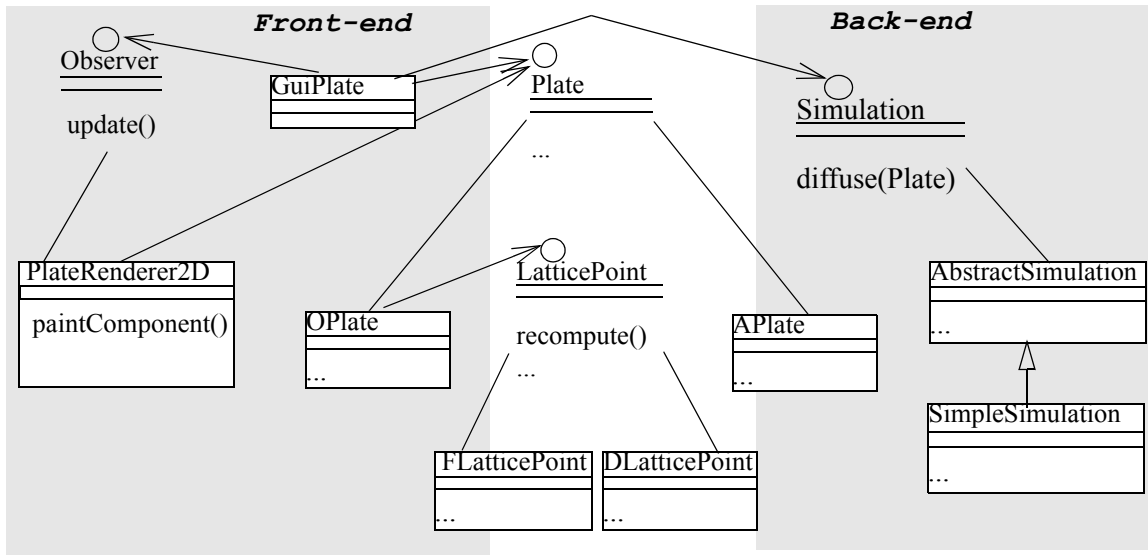 Front-end
Back-end
Observer
update()
GuiPlate
Plate
...
Simulation
diffuse(Plate)
PlateRenderer2D
paintComponent()
OPlate
...
LatticePoint
recompute()
...
APlate
...
AbstractSimulation
...
SimpleSimulation
...
FLatticePoint
...
DLatticePoint
...